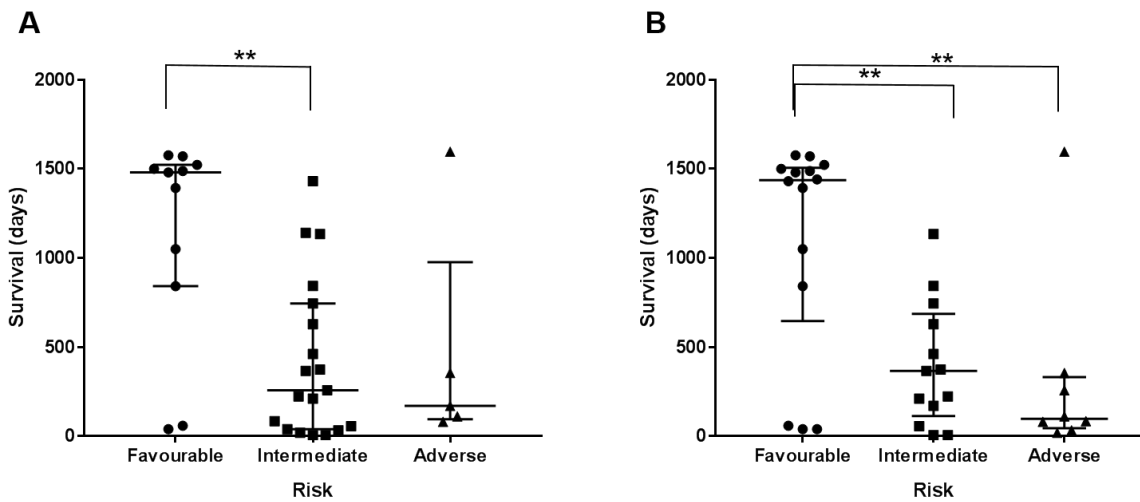 A
**
2000
1500
1000
500
0
Survival (days)
Favourable Intermediate Adverse
Risk
B
**
**
2000
1500
1000
500
0
Survival (days)
Favourable Intermediate Adverse
Risk